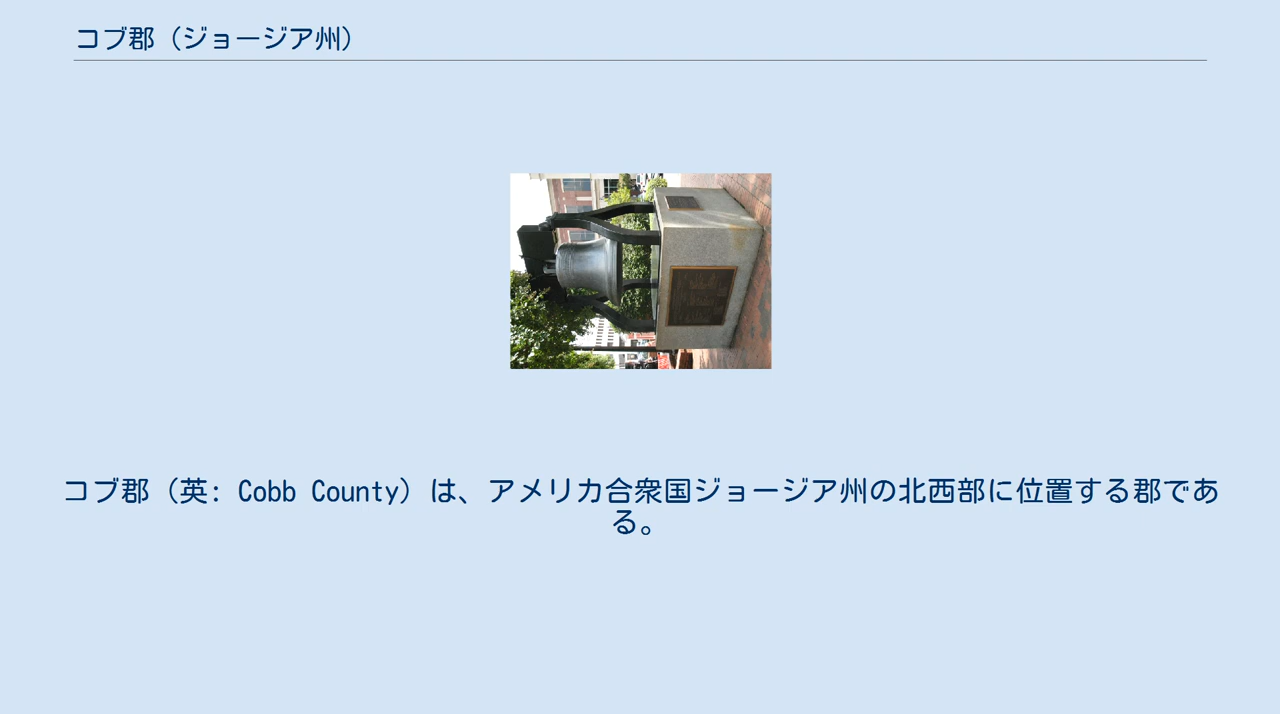 コブ郡（ジョージア州）
コブ郡（英: Cobb County）は、アメリカ合衆国ジョージア州の北西部に位置する郡であ
る。